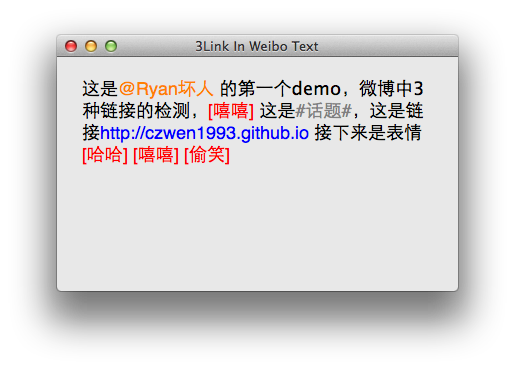 3Link In Weibo Text
这是@Ryan坏人 的第一个demo，微博中3
种链接的检测，[嘻嘻] 这是#话题#，这是链
接http://czwen1993.github.io 接下来是表情
[哈哈] [嘻嘻] [偷笑]